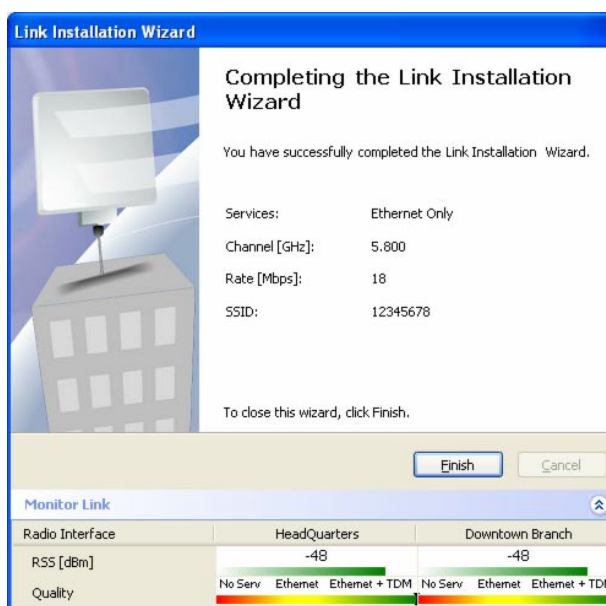 Link Installation Wizard
Completing the Link Installation
Wizard
You have successfully completed the Link Installation Wizard.
Services: Ethernet Only
Channel [GHz]: 5.800
Rate [Mbps]: 18
SSID: 12345678
To close this wizard, click Finish.
Finish Cancel
Monitor Link
Radio Interface HeadQuarters Downtown Branch
RSS [dBm] -48 -48
No Serv Ethernet Ethernet + TDM No Serv Ethernet Ethernet + TD
Quality